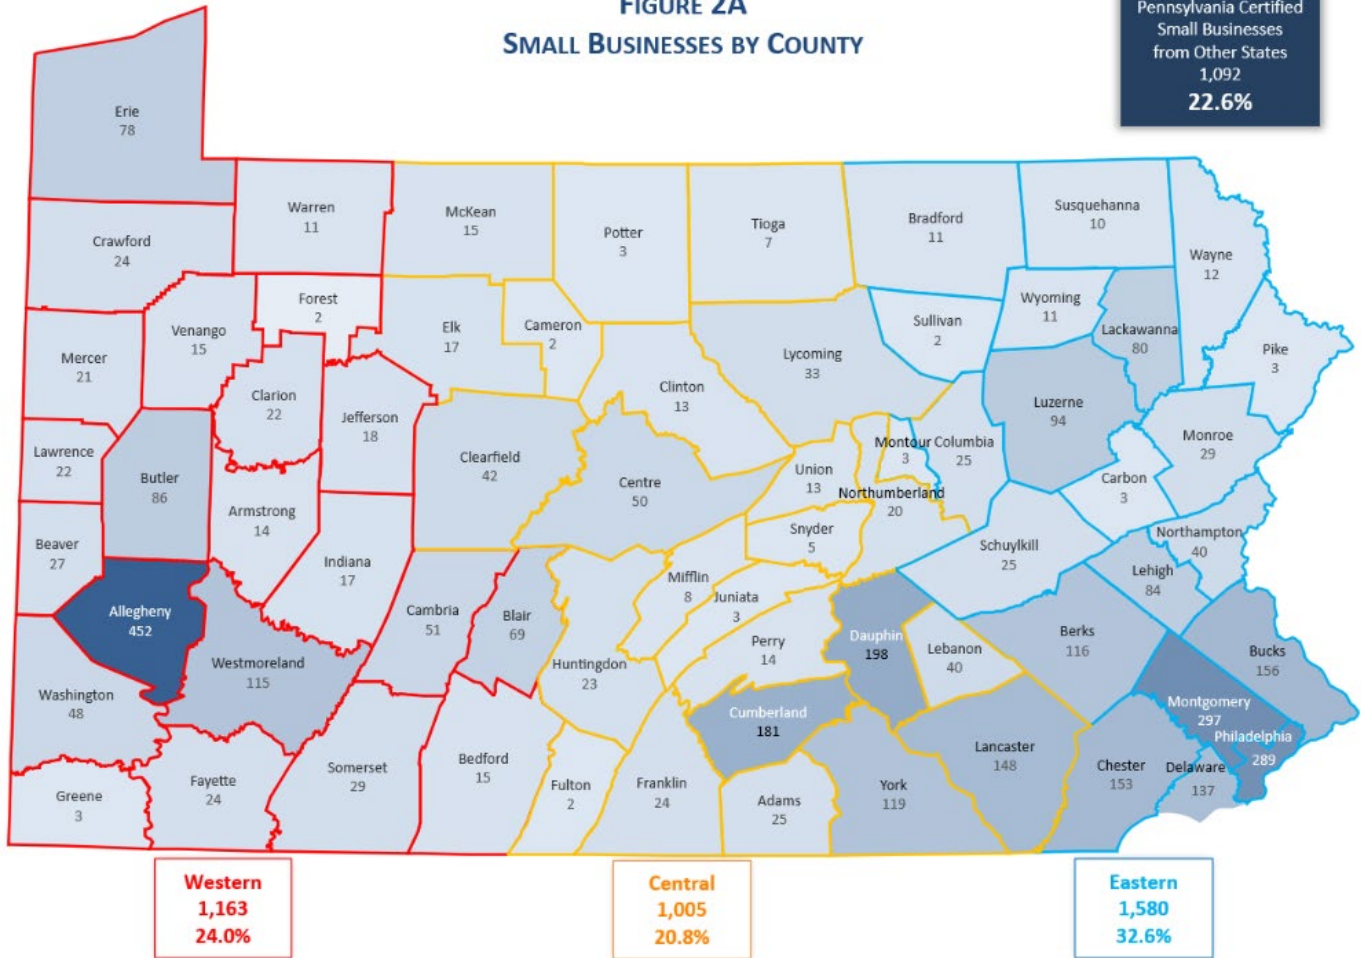 FIGURE 2A
SMALL BUSINESSES BY COUNTY
Pennsylvania Certified
Small Businesses
from Other States
1,092
22.6%
Erie
78
Warren
11
McKean
15
Potter
3
Tioga
7
Bradford
11
Susquehanna
10
Wayne
12
Crawford
24
Forest
2
Venango
15
Elk
17
Cameron
2
Sullivan
2
Wyoming
11
Lackawanna
80
Pike
3
Mercer
21
Clarion
22
Jefferson
18
Clinton
13
Lycoming
33
Luzerne
94
Monroe
29
Lawrence
22
Butler
86
Armstrong
14
Clearfield
42
Centre
50
Union
13
Montour
3
Columbia
25
Northumberland
20
Carbon
3
Beaver
27
Indiana
17
Snyder
5
Schuylkill
25
Northampton
40
Lehigh
84
Allegheny
452
Cambria
51
Blair
69
Mifflin
8
Juniata
3
Perry
14
Dauphin
198
Lebanon
40
Berks
116
Bucks
156
Westmoreland
115
Huntingdon
23
Washington
48
Cumberland
181
Montgomery
297
Philadelphia
289
Greene
3
Fayette
24
Somerset
29
Bedford
15
Fulton
2
Franklin
24
Adams
25
York
119
Lancaster
148
Chester
153
Delaware
137
Western
1,163
24.0%
Central
1,005
20.8%
Eastern
1,580
32.6%